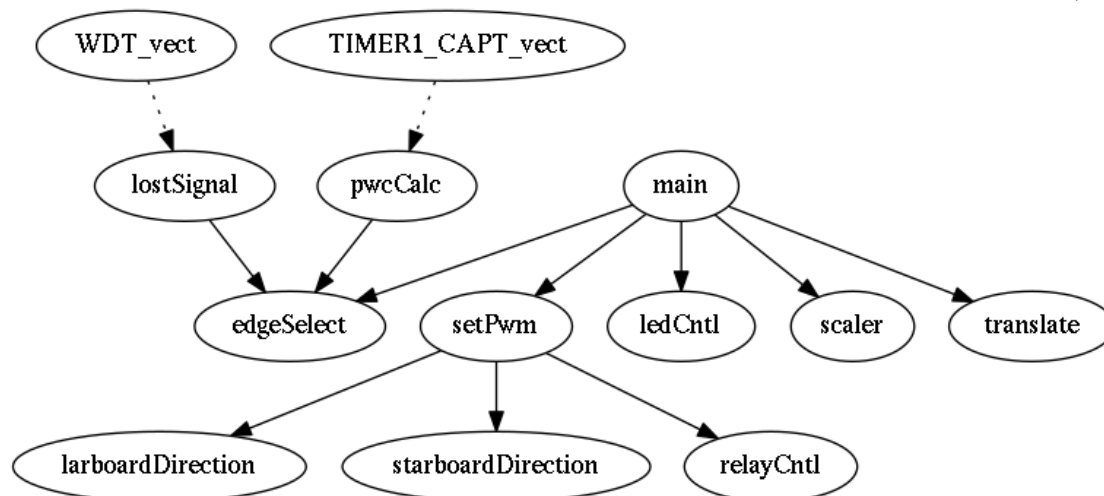 WDT_vect
TIMER1_CAPT_vect
lostSignal
pwcCalc
main
edgeSelect
setPwm
ledCntl
scaler
translate
larboardDirection
starboardDirection
relayCntl